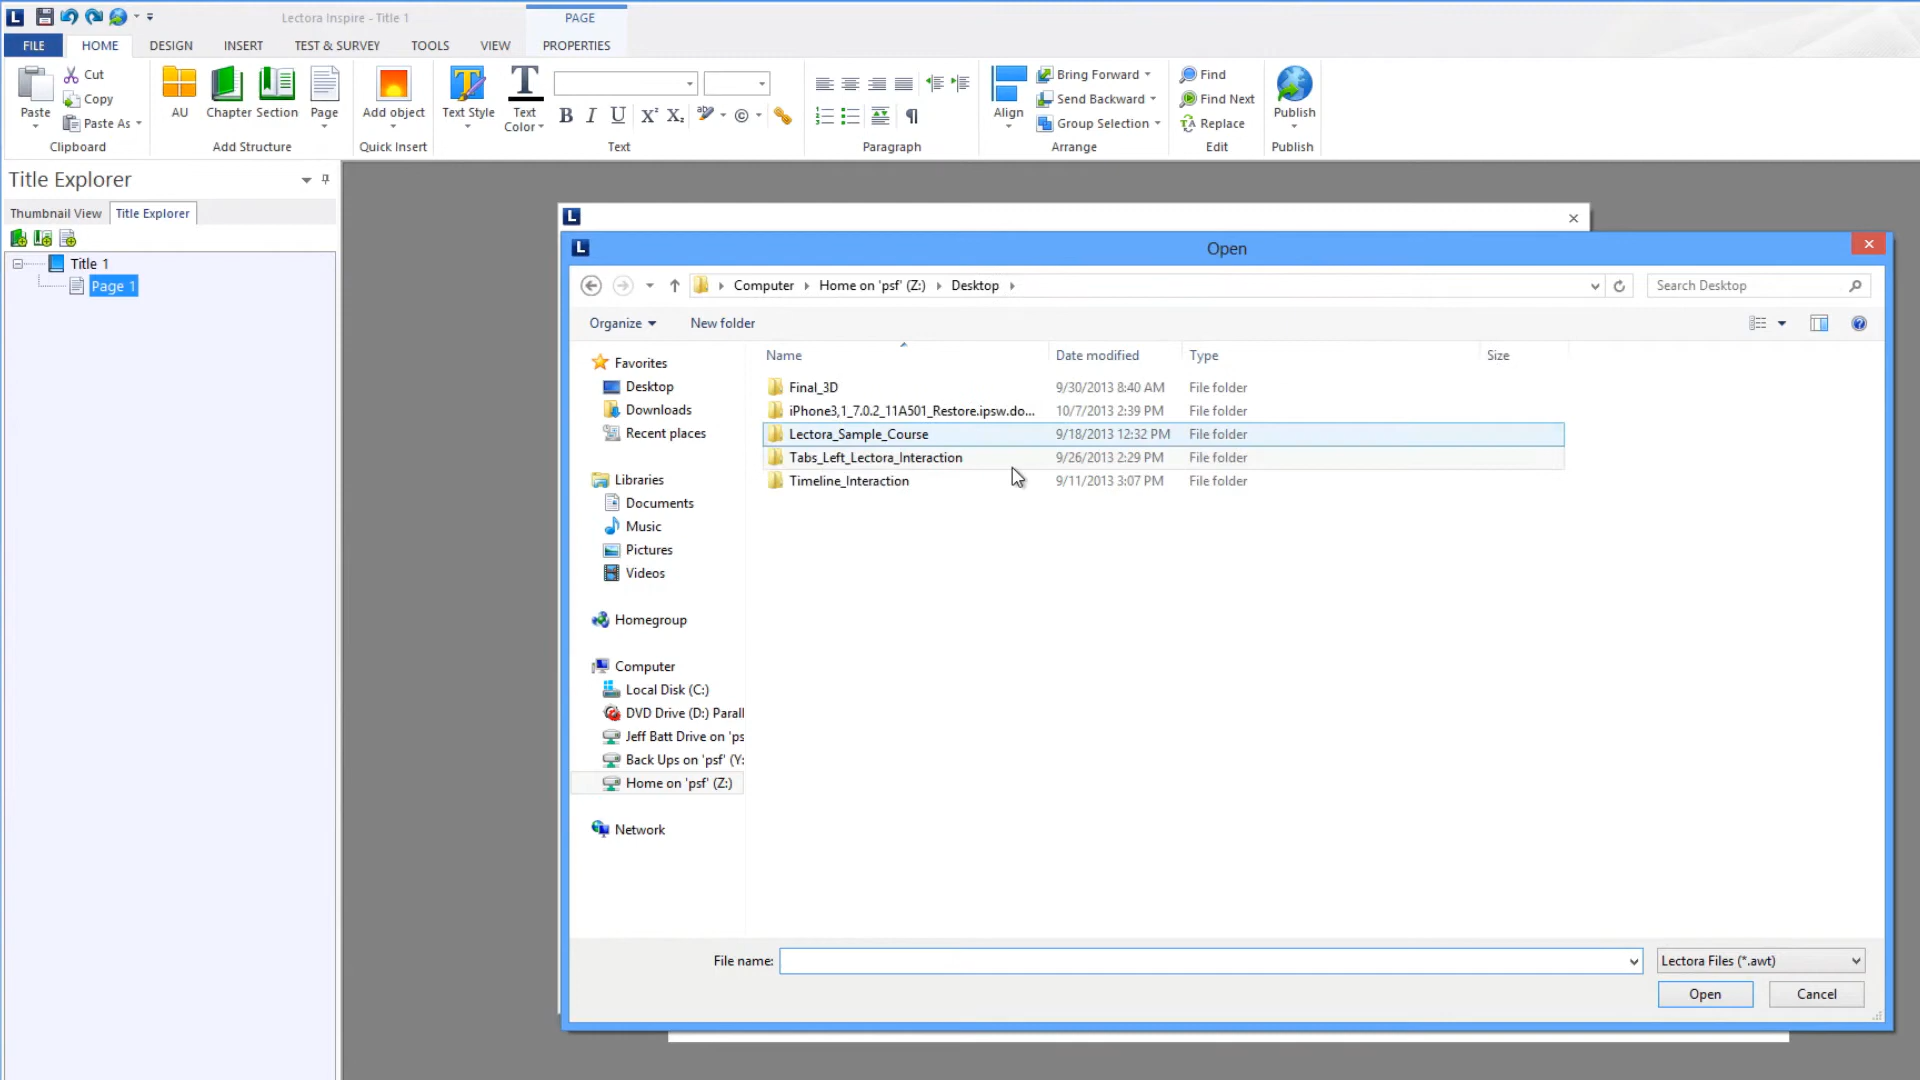 Lectora Inspire - Title 1
PAGE
FILE HOME DESIGN INSERT TEST & SURVEY TOOLS VIEW PROPERTIES
Paste
Cut
Copy
Paste As
Clipboard
AU Chapter Section Page
Add Structure
Add object
Quick Insert
Text Style
Text Color
B I U X² X₂ ©
Text
¶
Paragraph
Align
Bring Forward
Send Backward
Group Selection
Arrange
Find
Find Next
Replace
Edit
Publish
Publish
Title Explorer
Thumbnail View Title Explorer
Title 1
Page 1
Open
Computer Home on 'psf' (Z:) Desktop
Search Desktop
Organize New folder
Name Date modified Type Size
Final_3D 9/30/2013 8:40 AM File folder
iPhone3,1_7.0.2_11A501_Restore.ipsw.do... 10/7/2013 2:39 PM File folder
Lectora_Sample_Course 9/18/2013 12:32 PM File folder
Tabs_Left_Lectora_Interaction 9/26/2013 2:29 PM File folder
Timeline_Interaction 9/11/2013 3:07 PM File folder
Favorites
Desktop
Downloads
Recent places
Libraries
Documents
Music
Pictures
Videos
Homegroup
Computer
Local Disk (C:)
DVD Drive (D:) Parall
Jeff Batt Drive on 'ps
Back Ups on 'psf' (Y:
Home on 'psf' (Z:)
Network
File name:
Lectora Files (*.awt)
Open Cancel